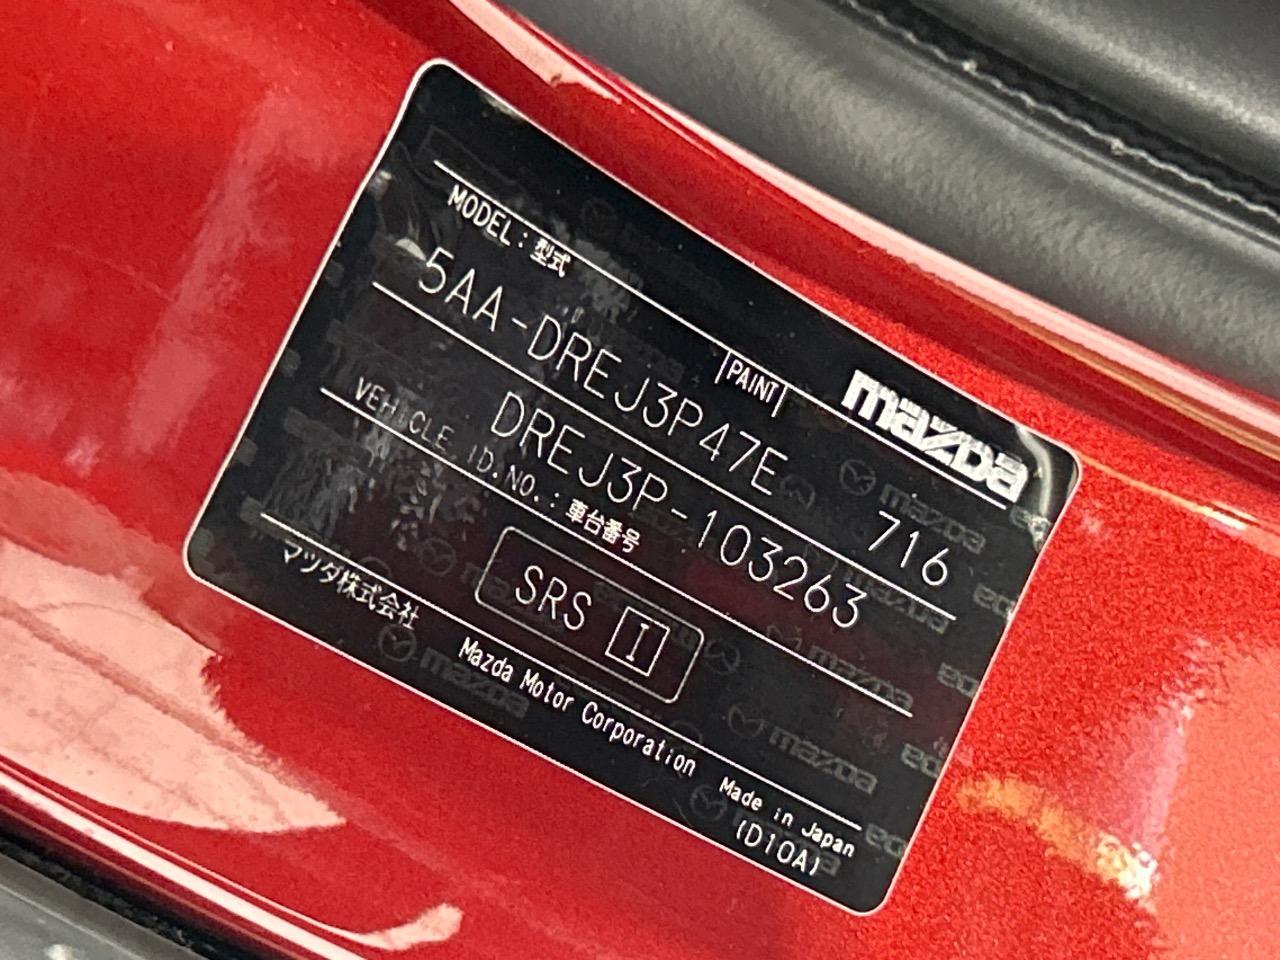 mazda
MODEL:型式
PAINT
5AA-DREJ3P47E 716
DREJ3P-103263
VEHICLE ID.NO.:車台番号
SRS I
マツダ株式会社 Mazda Motor Corporation Made in Japan
(D10A)